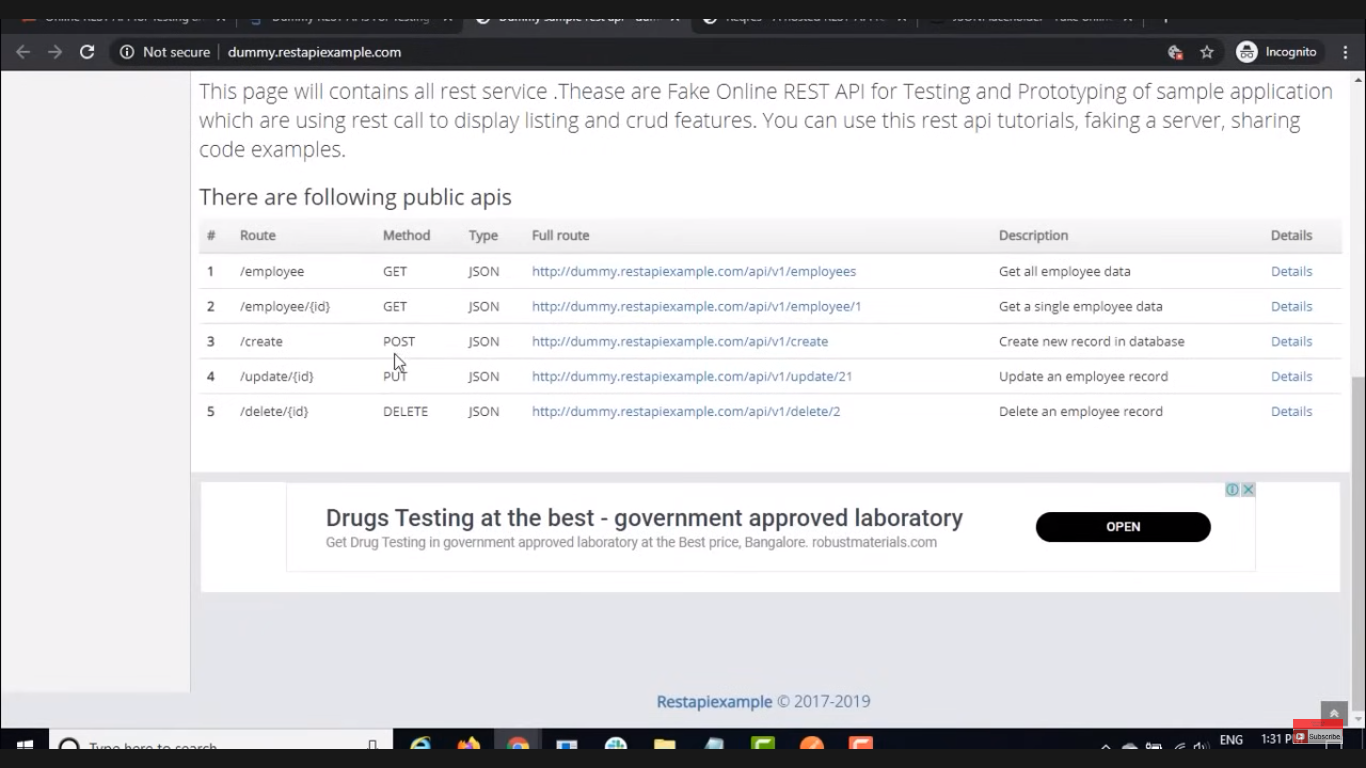 Not secure dummy.restapiexample.com Incognito
This page will contains all rest service .Thease are Fake Online REST API for Testing and Prototyping of sample application
which are using rest call to display listing and crud features. You can use this rest api tutorials, faking a server, sharing
code examples.
There are following public apis
# Route Method Type Full route Description Details
1 /employee GET JSON http://dummy.restapiexample.com/api/v1/employees Get all employee data Details
2 /employee/{id} GET JSON http://dummy.restapiexample.com/api/v1/employee/1 Get a single employee data Details
3 /create POST JSON http://dummy.restapiexample.com/api/v1/create Create new record in database Details
4 /update/{id} PUT JSON http://dummy.restapiexample.com/api/v1/update/21 Update an employee record Details
5 /delete/{id} DELETE JSON http://dummy.restapiexample.com/api/v1/delete/2 Delete an employee record Details
Drugs Testing at the best - government approved laboratory
OPEN
Get Drug Testing in government approved laboratory at the Best price, Bangalore. robustmaterials.com
Restapiexample © 2017-2019
Type here to search ENG 1:31 Subscribe